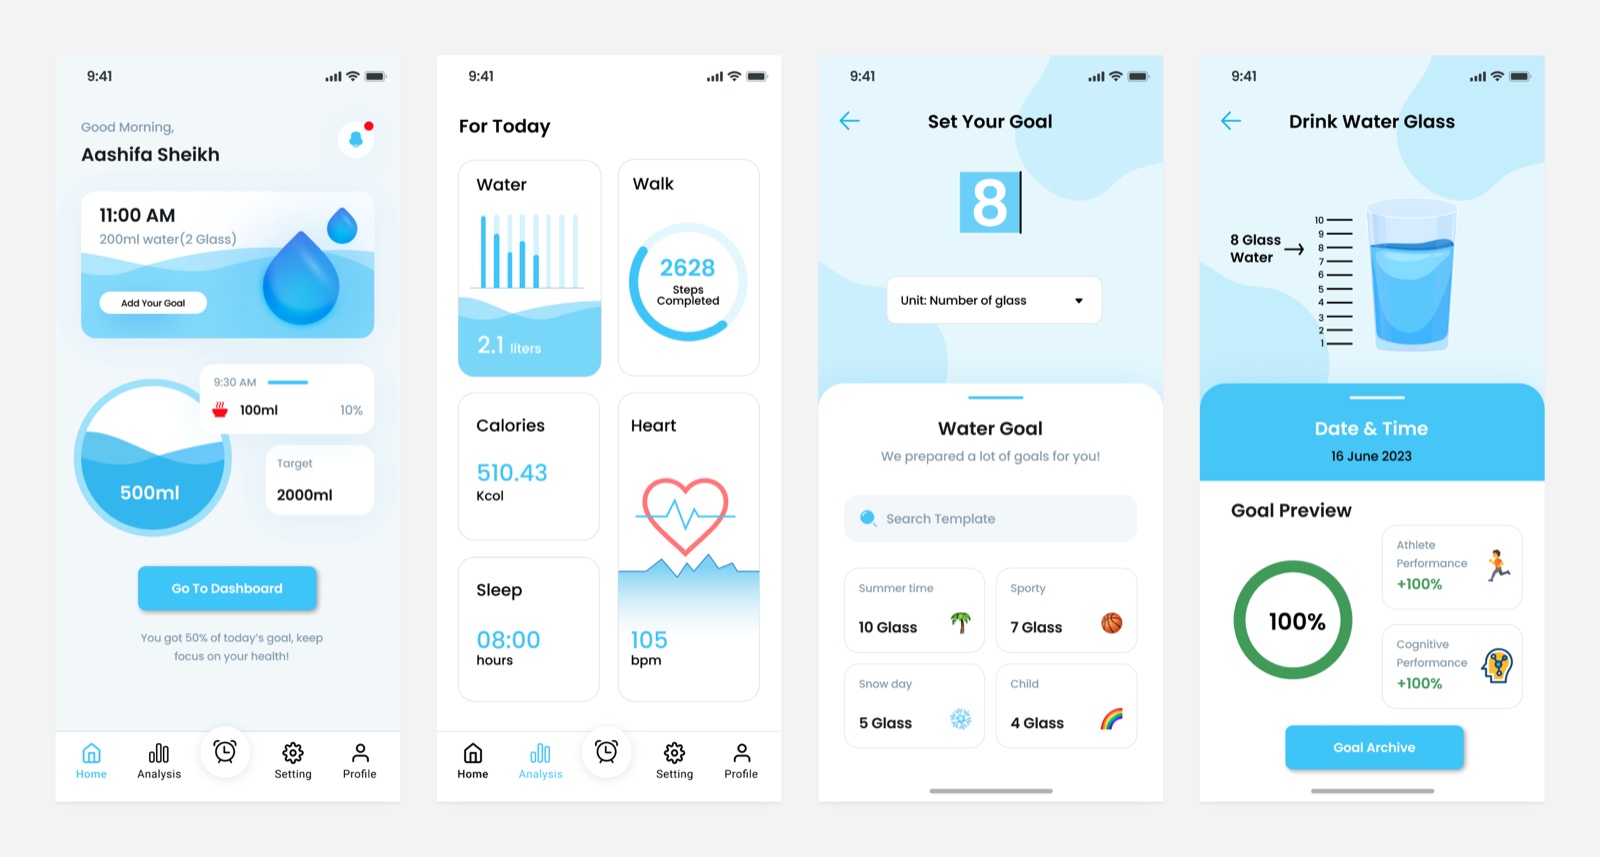 9:41
Good Morning,
Aashifa Sheikh
11:00 AM
200ml water(2 Glass)
Add Your Goal
9:30 AM
100ml
10%
500ml
Target
2000ml
Go To Dashboard
You got 50% of today's goal, keep
focus on your health!
Home
Analysis
Setting
Profile
9:41
For Today
Water
2.1 liters
Walk
2628
Steps
Completed
Calories
510.43
Kcol
Heart
105
bpm
Sleep
08:00
hours
Home
Analysis
Setting
Profile
9:41
Set Your Goal
8
Unit: Number of glass
Water Goal
We prepared a lot of goals for you!
Search Template
Summer time
10 Glass
Sporty
7 Glass
Snow day
5 Glass
Child
4 Glass
9:41
Drink Water Glass
8 Glass
Water
10
9
8
7
6
5
4
3
2
1
Date & Time
16 June 2023
Goal Preview
100%
Athlete
Performance
+100%
Cognitive
Performance
+100%
Goal Archive